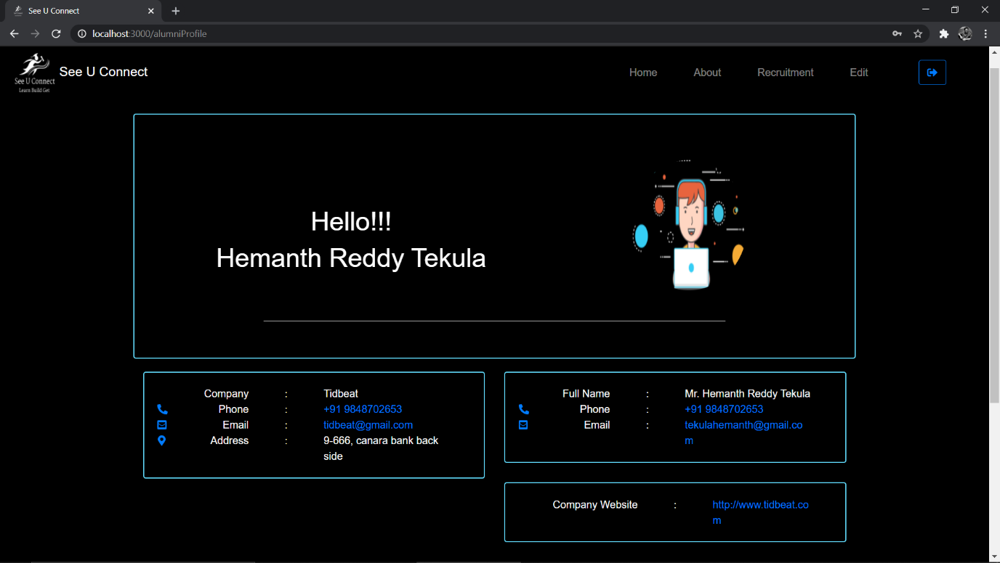 See U Connect
localhost:3000/alumniProfile
See U Connect
Learn Build Get
See U Connect
Home About Recruitment Edit
Hello!!!
Hemanth Reddy Tekula
Company : Tidbeat
Phone : +91 9848702653
Email : tidbeat@gmail.com
Address : 9-666, canara bank back
side
Full Name : Mr. Hemanth Reddy Tekula
Phone : +91 9848702653
Email : tekulahemanth@gmail.co
m
Company Website : http://www.tidbeat.co
m